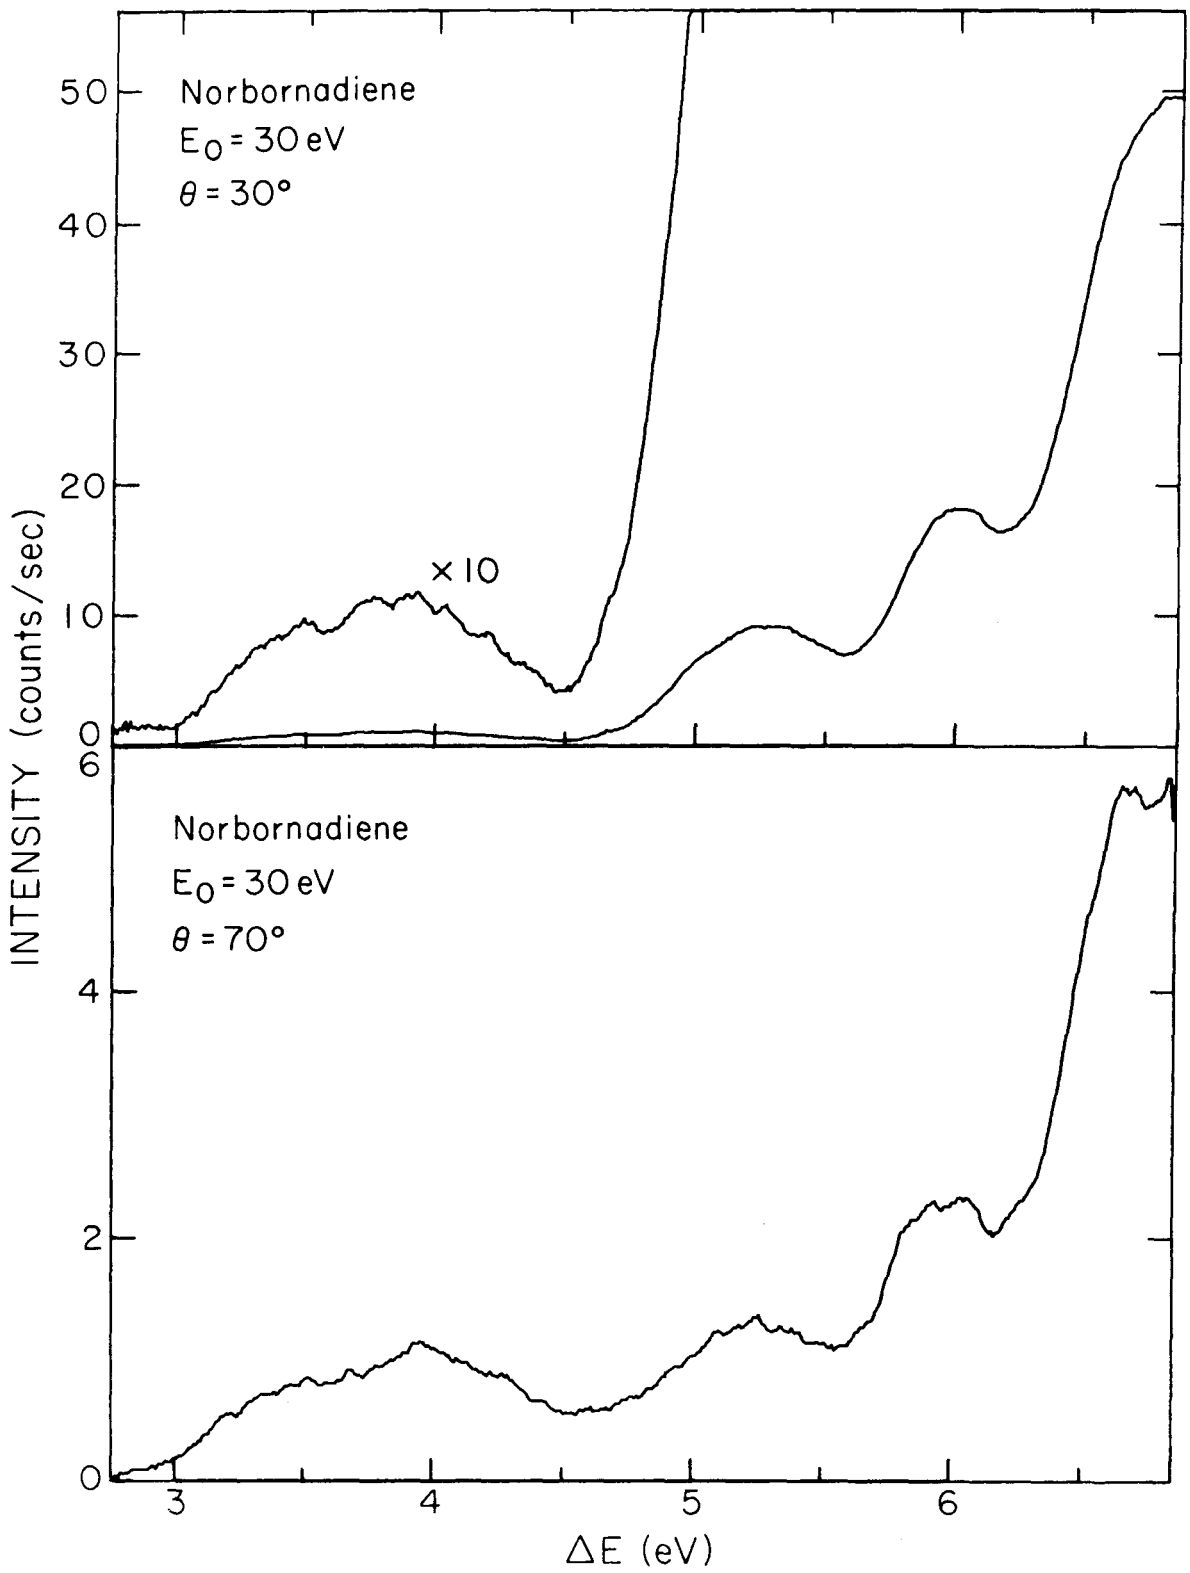 50
40
30
20
10
0
Norbornadiene
E₀ = 30 eV
θ = 30°
× 10
INTENSITY (counts/sec)
6
4
2
0
Norbornadiene
E₀ = 30 eV
θ = 70°
3 4 5 6
ΔE (eV)